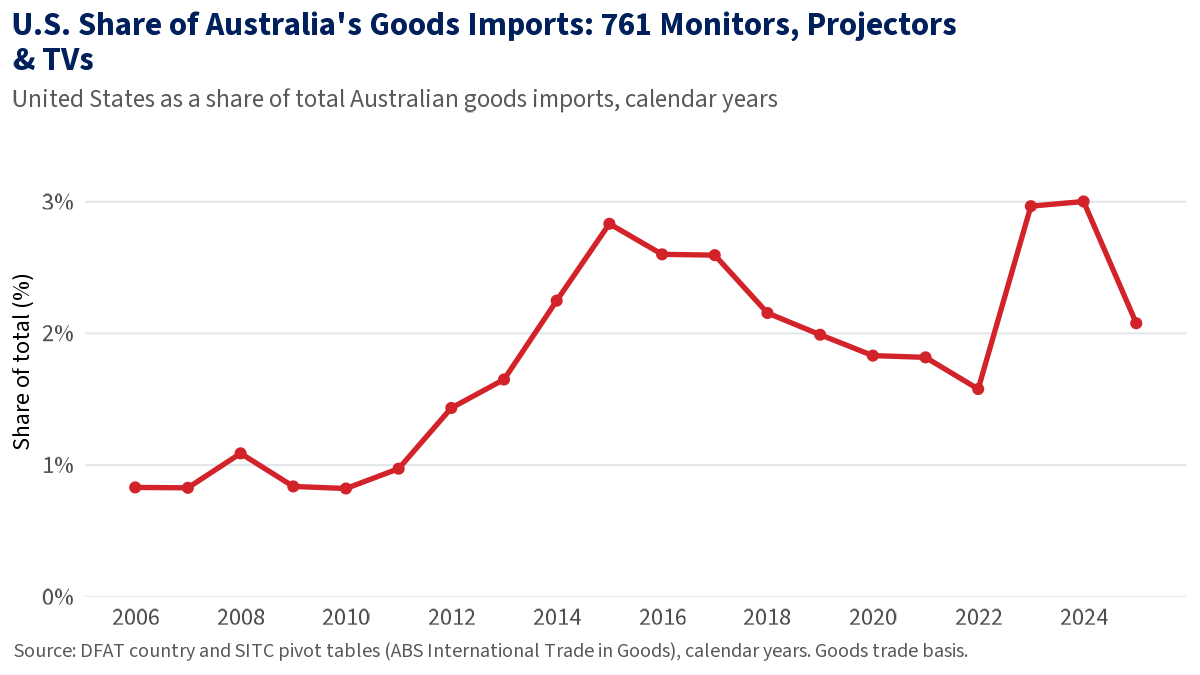 U.S. Share of Australia's Goods Imports: 761 Monitors, Projectors
& TVs
United States as a share of total Australian goods imports, calendar years
Share of total (%)
3%
2%
1%
0%
2006 2008 2010 2012 2014 2016 2018 2020 2022 2024
Source: DFAT country and SITC pivot tables (ABS International Trade in Goods), calendar years. Goods trade basis.